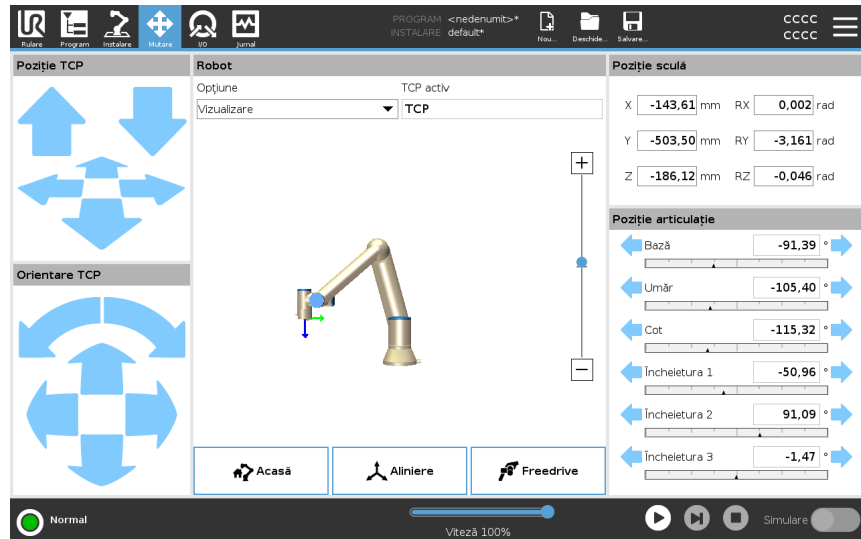 UR
PROGRAM <nedenumit>*
INSTALARE default*
CCCC
CCCC
Rulare Program Instalare Mutare I/O Jurnal Nou... Deschide... Salvare...
Poziție TCP
Robot
Poziție sculă
Opţiune TCP activ
Vizualizare TCP
X -143,61 mm RX 0,002 rad
Y -503,50 mm RY -3,161 rad
Z -186,12 mm RZ -0,046 rad
Poziție articulație
Bază -91,39 °
Orientare TCP
Umăr -105,40 °
Cot -115,32 °
Încheietura 1 -50,96 °
Încheietura 2 91,09 °
Încheietura 3 -1,47 °
Acasă Aliniere Freedrive
Normal
Viteză 100%
Simulare